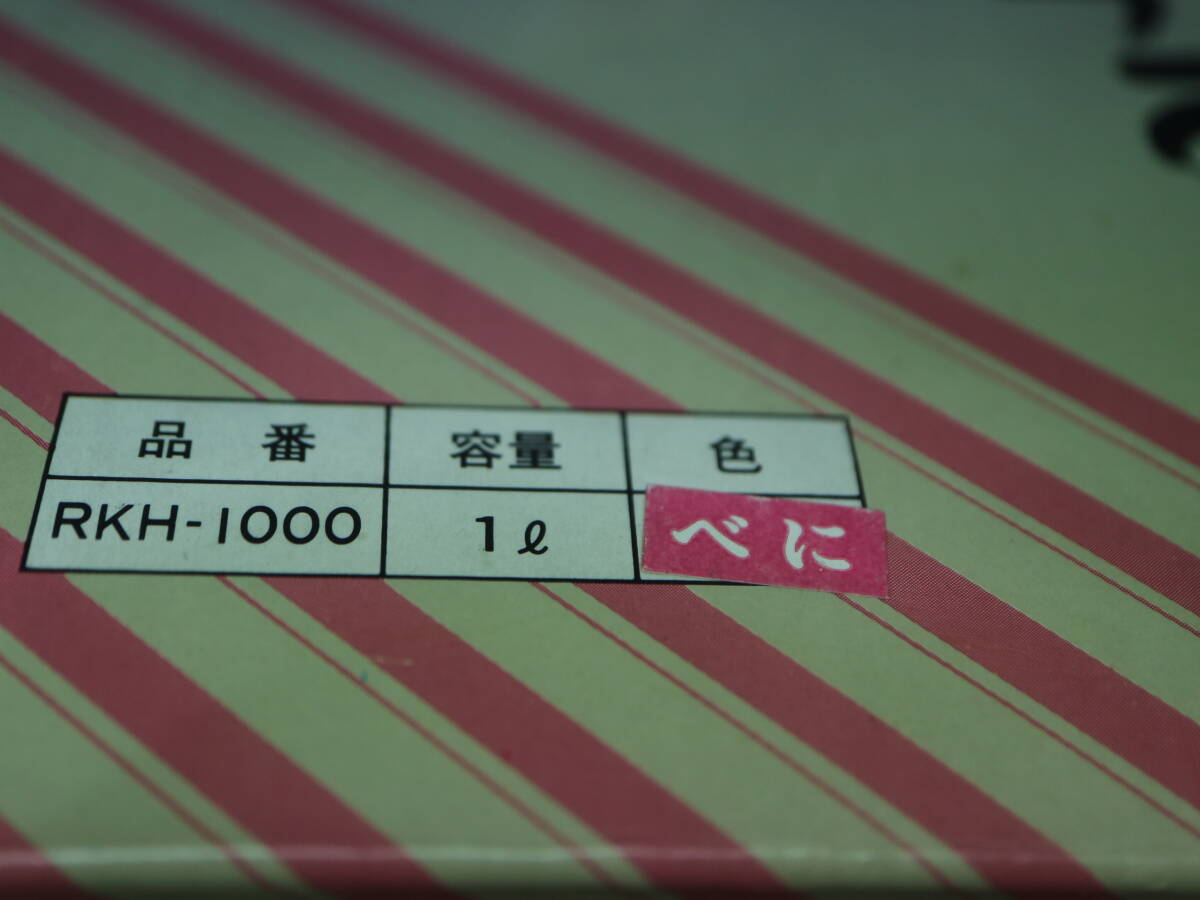 品番 容量 色
RKH-1000 1ℓ べに